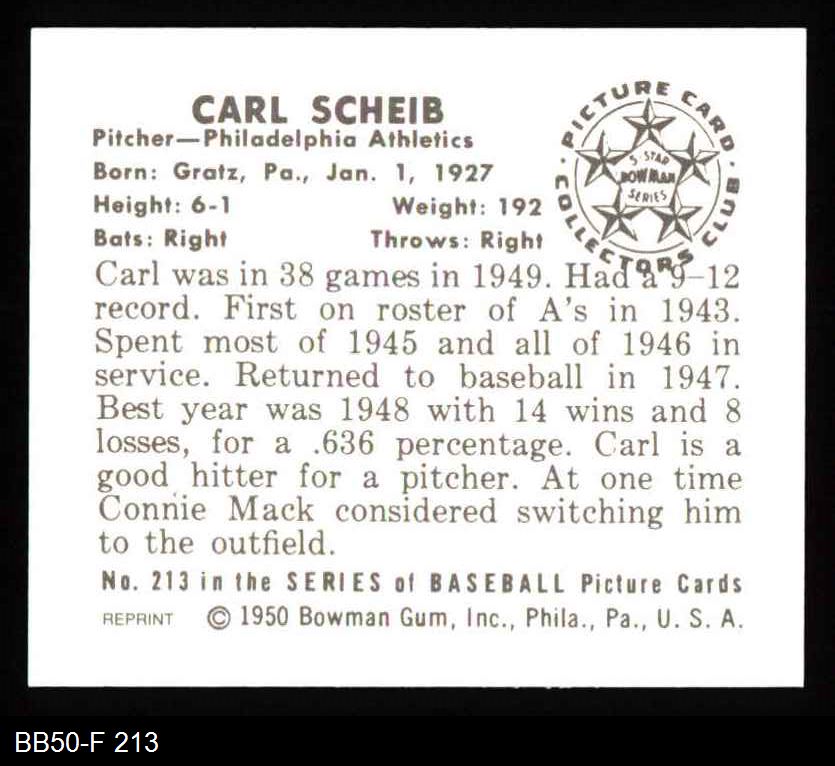 CARL SCHEIB
Pitcher—Philadelphia Athletics
Born: Gratz, Pa., Jan. 1, 1927
Height: 6-1 Weight: 192
Bats: Right Throws: Right
PICTURE CARD
COLLECTORS CLUB
5-STAR
BOWMAN
SERIES
Carl was in 38 games in 1949. Had a 9-12
record. First on roster of A's in 1943.
Spent most of 1945 and all of 1946 in
service. Returned to baseball in 1947.
Best year was 1948 with 14 wins and 8
losses, for a .636 percentage. Carl is a
good hitter for a pitcher. At one time
Connie Mack considered switching him
to the outfield.
No. 213 in the SERIES of BASEBALL Picture Cards
REPRINT © 1950 Bowman Gum, Inc., Phila., Pa., U. S. A.
BB50-F 213